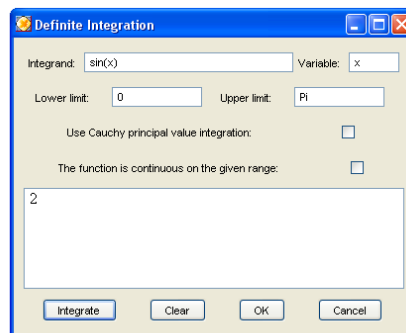 Definite Integration
Integrand: sin(x) Variable: x
Lower limit: 0 Upper limit: Pi
Use Cauchy principal value integration:
The function is continuous on the given range:
2
Integrate Clear OK Cancel